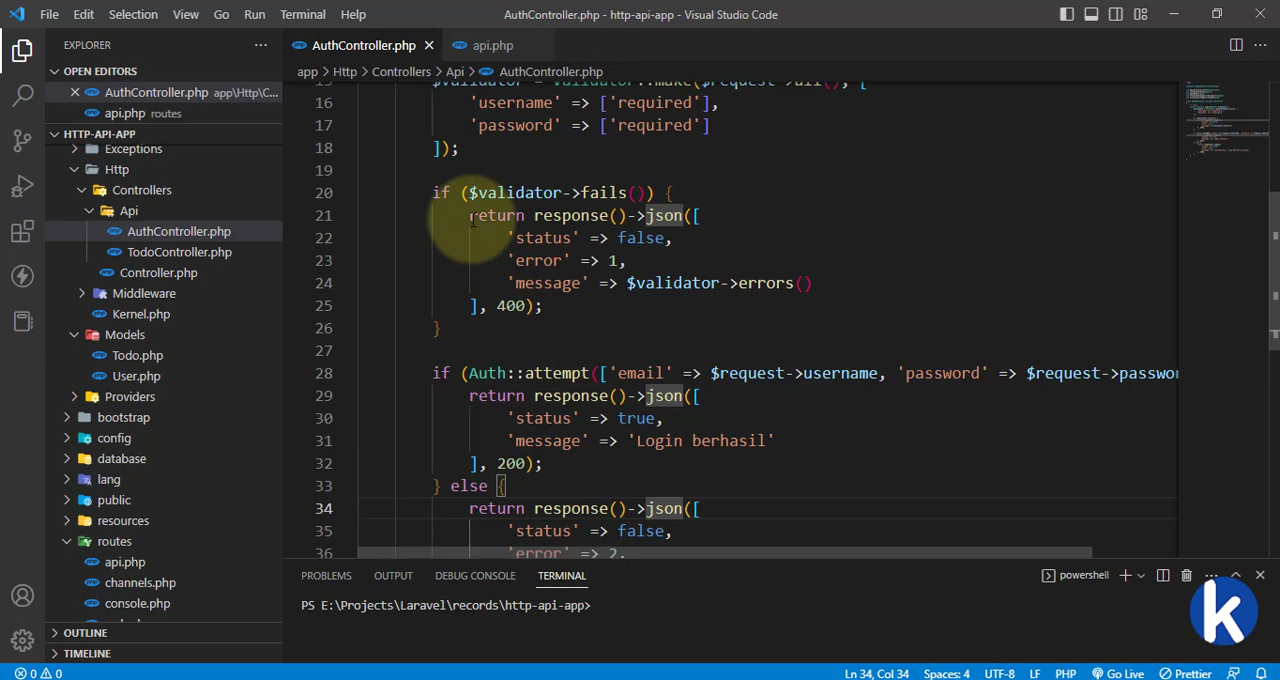 File Edit Selection View Go Run Terminal Help
AuthController.php - http-api-app - Visual Studio Code
EXPLORER
OPEN EDITORS
AuthController.php app\Http\C...
api.php routes
HTTP-API-APP
Exceptions
Http
Controllers
Api
AuthController.php
TodoController.php
Controller.php
Middleware
Kernel.php
Models
Todo.php
User.php
Providers
bootstrap
config
database
lang
public
resources
routes
api.php
channels.php
console.php
OUTLINE
TIMELINE
AuthController.php api.php
app > Http > Controllers > Api > AuthController.php
16 'username' => ['required'],
17 'password' => ['required']
18 ]);
19
20 if ($validator->fails()) {
21 return response()->json([
22 'status' => false,
23 'error' => 1,
24 'message' => $validator->errors()
25 ], 400);
26 }
27
28 if (Auth::attempt(['email' => $request->username, 'password' => $request->passwor
29 return response()->json([
30 'status' => true,
31 'message' => 'Login berhasil'
32 ], 200);
33 } else {
34 return response()->json([
35 'status' => false,
36 'error' => 2,
PROBLEMS OUTPUT DEBUG CONSOLE TERMINAL
powershell
PS E:\Projects\Laravel\records\http-api-app>
k
0 0
Ln 34, Col 34 Spaces: 4 UTF-8 LF PHP Go Live Prettier